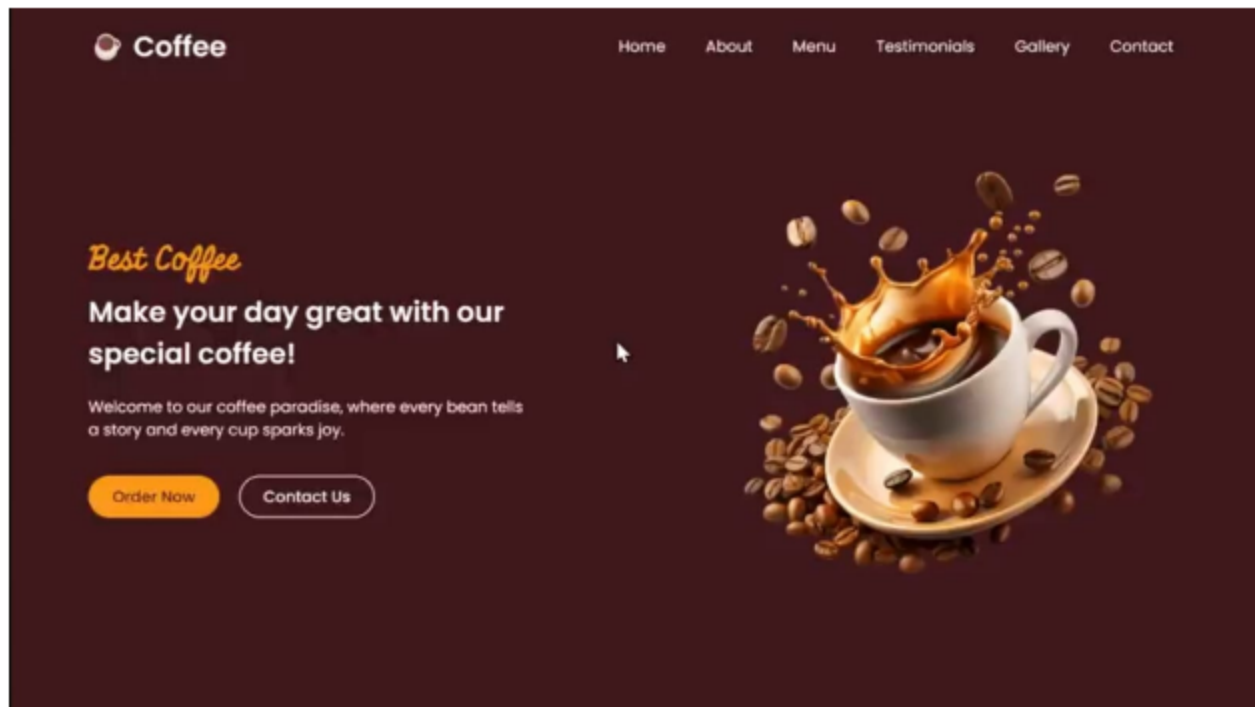 Coffee
Home About Menu Testimonials Gallery Contact
Best Coffee
Make your day great with our
special coffee!
Welcome to our coffee paradise, where every bean tells
a story and every cup sparks joy.
Order Now Contact Us